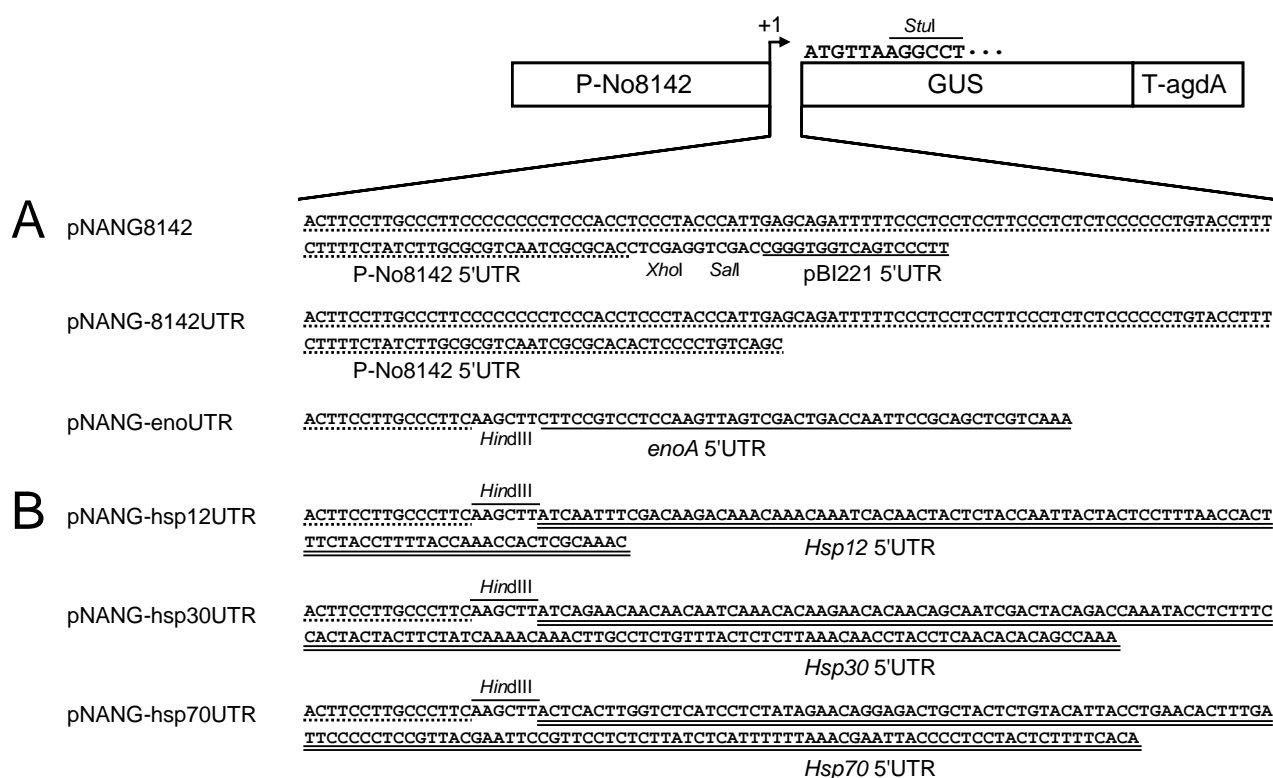 +1
StuI
ATGTTAAGGCCT···
P-No8142
GUS
T-agdA
A
pNANG8142
ACTTCCTTGCCCTTCCCCCCCCTCCCACCTCCCTACCCATTGAGCAGATTTTTCCCTCCTCCTTCCCTCTCTCCCCCCTGTACCTTT
CTTTTCTATCTTGCGCGTCAATCGCGCACCTCGAGGTCGACCGGGTGGTCAGTCCCTT
P-No8142 5'UTR
XhoI
SalI
pBI221 5'UTR
pNANG-8142UTR
ACTTCCTTGCCCTTCCCCCCCCTCCCACCTCCCTACCCATTGAGCAGATTTTTCCCTCCTCCTTCCCTCTCTCCCCCCTGTACCTTT
CTTTTCTATCTTGCGCGTCAATCGCGCACACTCCCCTGTCAGC
P-No8142 5'UTR
pNANG-enoUTR
ACTTCCTTGCCCTTCAAGCTTCTTCCGTCCTCCAAGTTAGTCGACTGACCAATTCCGCAGCTCGTCAAA
HindIII
enoA 5'UTR
B
HindIII
pNANG-hsp12UTR
ACTTCCTTGCCCTTCAAGCTTATCAATTTCGACAAGACAAACAAACAAATCACAACTACTCTACCAATTACTACTCCTTTAACCACT
TTCTACCTTTTACCAAACCACTCGCAAAC
Hsp12 5'UTR
HindIII
pNANG-hsp30UTR
ACTTCCTTGCCCTTCAAGCTTATCAGAACAACAACAATCAAACACAAGAACACAACAGCAATCGACTACAGACCAAATACCTCTTTC
CACTACTACTTCTATCAAAACAAACTTGCCTCTGTTTACTCTCTTAAACAACCTACCTCAACACACAGCCAAA
Hsp30 5'UTR
HindIII
pNANG-hsp70UTR
ACTTCCTTGCCCTTCAAGCTTACTCACTTGGTCTCATCCTCTATAGAACAGGAGACTGCTACTCTGTACATTACCTGAACACTTTGA
TTCCCCCTCCGTTACGAATTCCGTTCCTCTCTTATCTCATTTTTTAAACGAATTACCCCTCCTACTCTTTTCACA
Hsp70 5'UTR